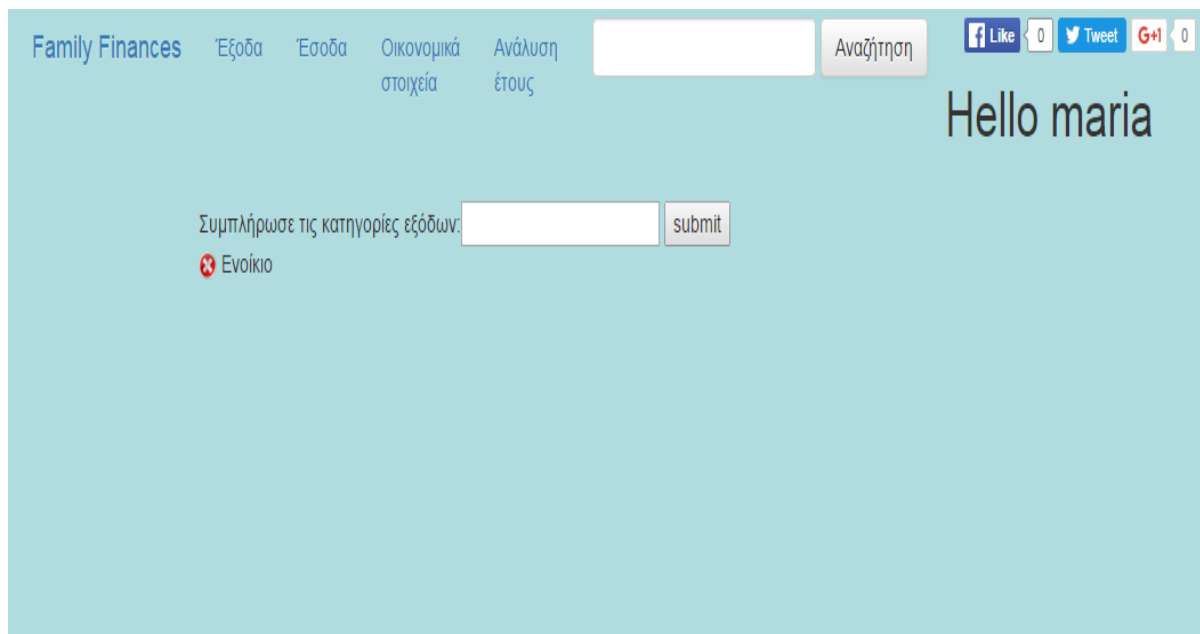 Family Finances
Έξοδα
Έσοδα
Οικονομικά
στοιχεία
Ανάλυση
έτους
Αναζήτηση
Like 0
Tweet
G+1 0
Hello maria
Συμπλήρωσε τις κατηγορίες εξόδων: submit
Ενοίκιο